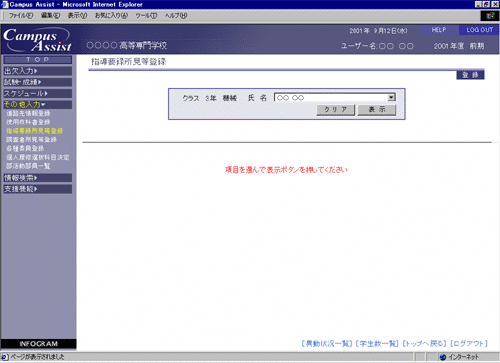 Campus Assist - Microsoft Internet Explorer
ファイル(F) 編集(E) 表示(V) お気に入り(A) ツール(T) ヘルプ(H)
Campus Assist
2001年 9月12日(水) HELP LOG OUT
○○○○高等専門学校 ユーザー名:○○ ○○ 2001年度 前期
TOP
指導要録所見等登録
登録
出欠入力
試験・成績
スケジュール
その他入力
進路先情報登録
使用教科書登録
指導要録所見等登録
調査書所見等登録
各種委員登録
個人履修選択科目決定
部活動部員一覧
情報検索
支援機能
クラス 3年 機械 氏 名 ○○ ○○
クリア 表 示
項目を選んで表示ボタンを押してください
INFOGRAM
[異動状況一覧] [学生数一覧] [トップへ戻る] [ログアウト]
ページが表示されました インターネット